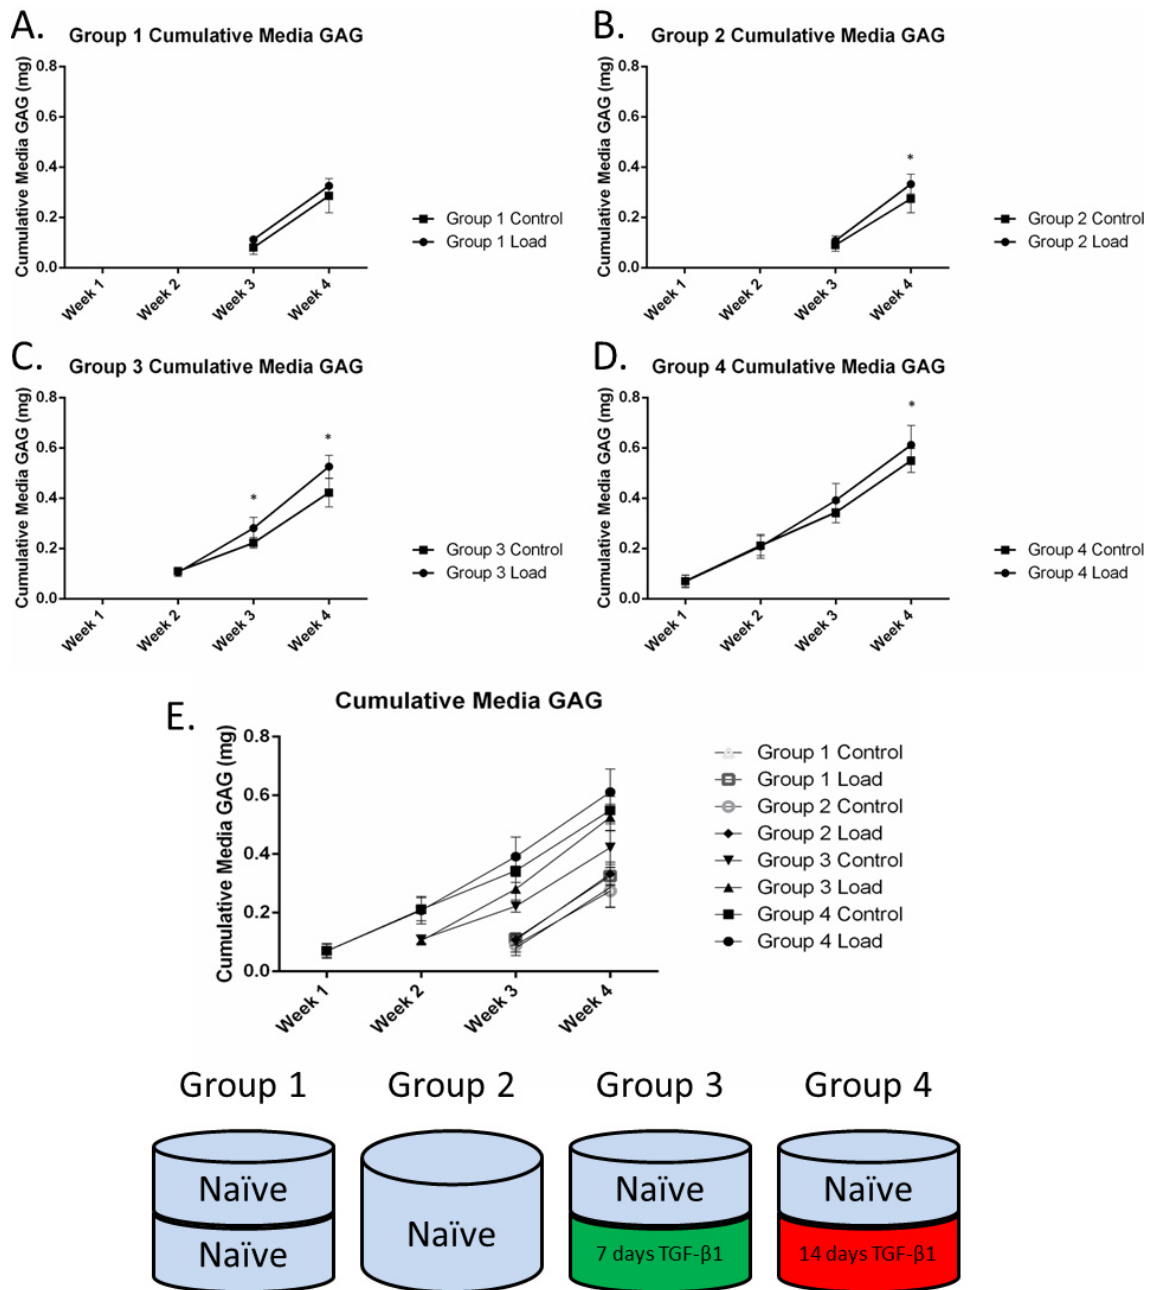 A.
Group 1 Cumulative Media GAG
Cumulative Media GAG (mg)
0.8
0.6
0.4
0.2
0.0
Week 1
Week 2
Week 3
Week 4
Group 1 Control
Group 1 Load
B.
Group 2 Cumulative Media GAG
Cumulative Media GAG (mg)
0.8
0.6
0.4
0.2
0.0
*
Week 1
Week 2
Week 3
Week 4
Group 2 Control
Group 2 Load
C.
Group 3 Cumulative Media GAG
Cumulative Media GAG (mg)
0.8
0.6
0.4
0.2
0.0
*
*
Week 1
Week 2
Week 3
Week 4
Group 3 Control
Group 3 Load
D.
Group 4 Cumulative Media GAG
Cumulative Media GAG (mg)
0.8
0.6
0.4
0.2
0.0
*
Week 1
Week 2
Week 3
Week 4
Group 4 Control
Group 4 Load
E.
Cumulative Media GAG
Cumulative Media GAG (mg)
0.8
0.6
0.4
0.2
0.0
Week 1
Week 2
Week 3
Week 4
Group 1 Control
Group 1 Load
Group 2 Control
Group 2 Load
Group 3 Control
Group 3 Load
Group 4 Control
Group 4 Load
Group 1
Naïve
Naïve
Group 2
Naïve
Group 3
Naïve
7 days TGF-β1
Group 4
Naïve
14 days TGF-β1